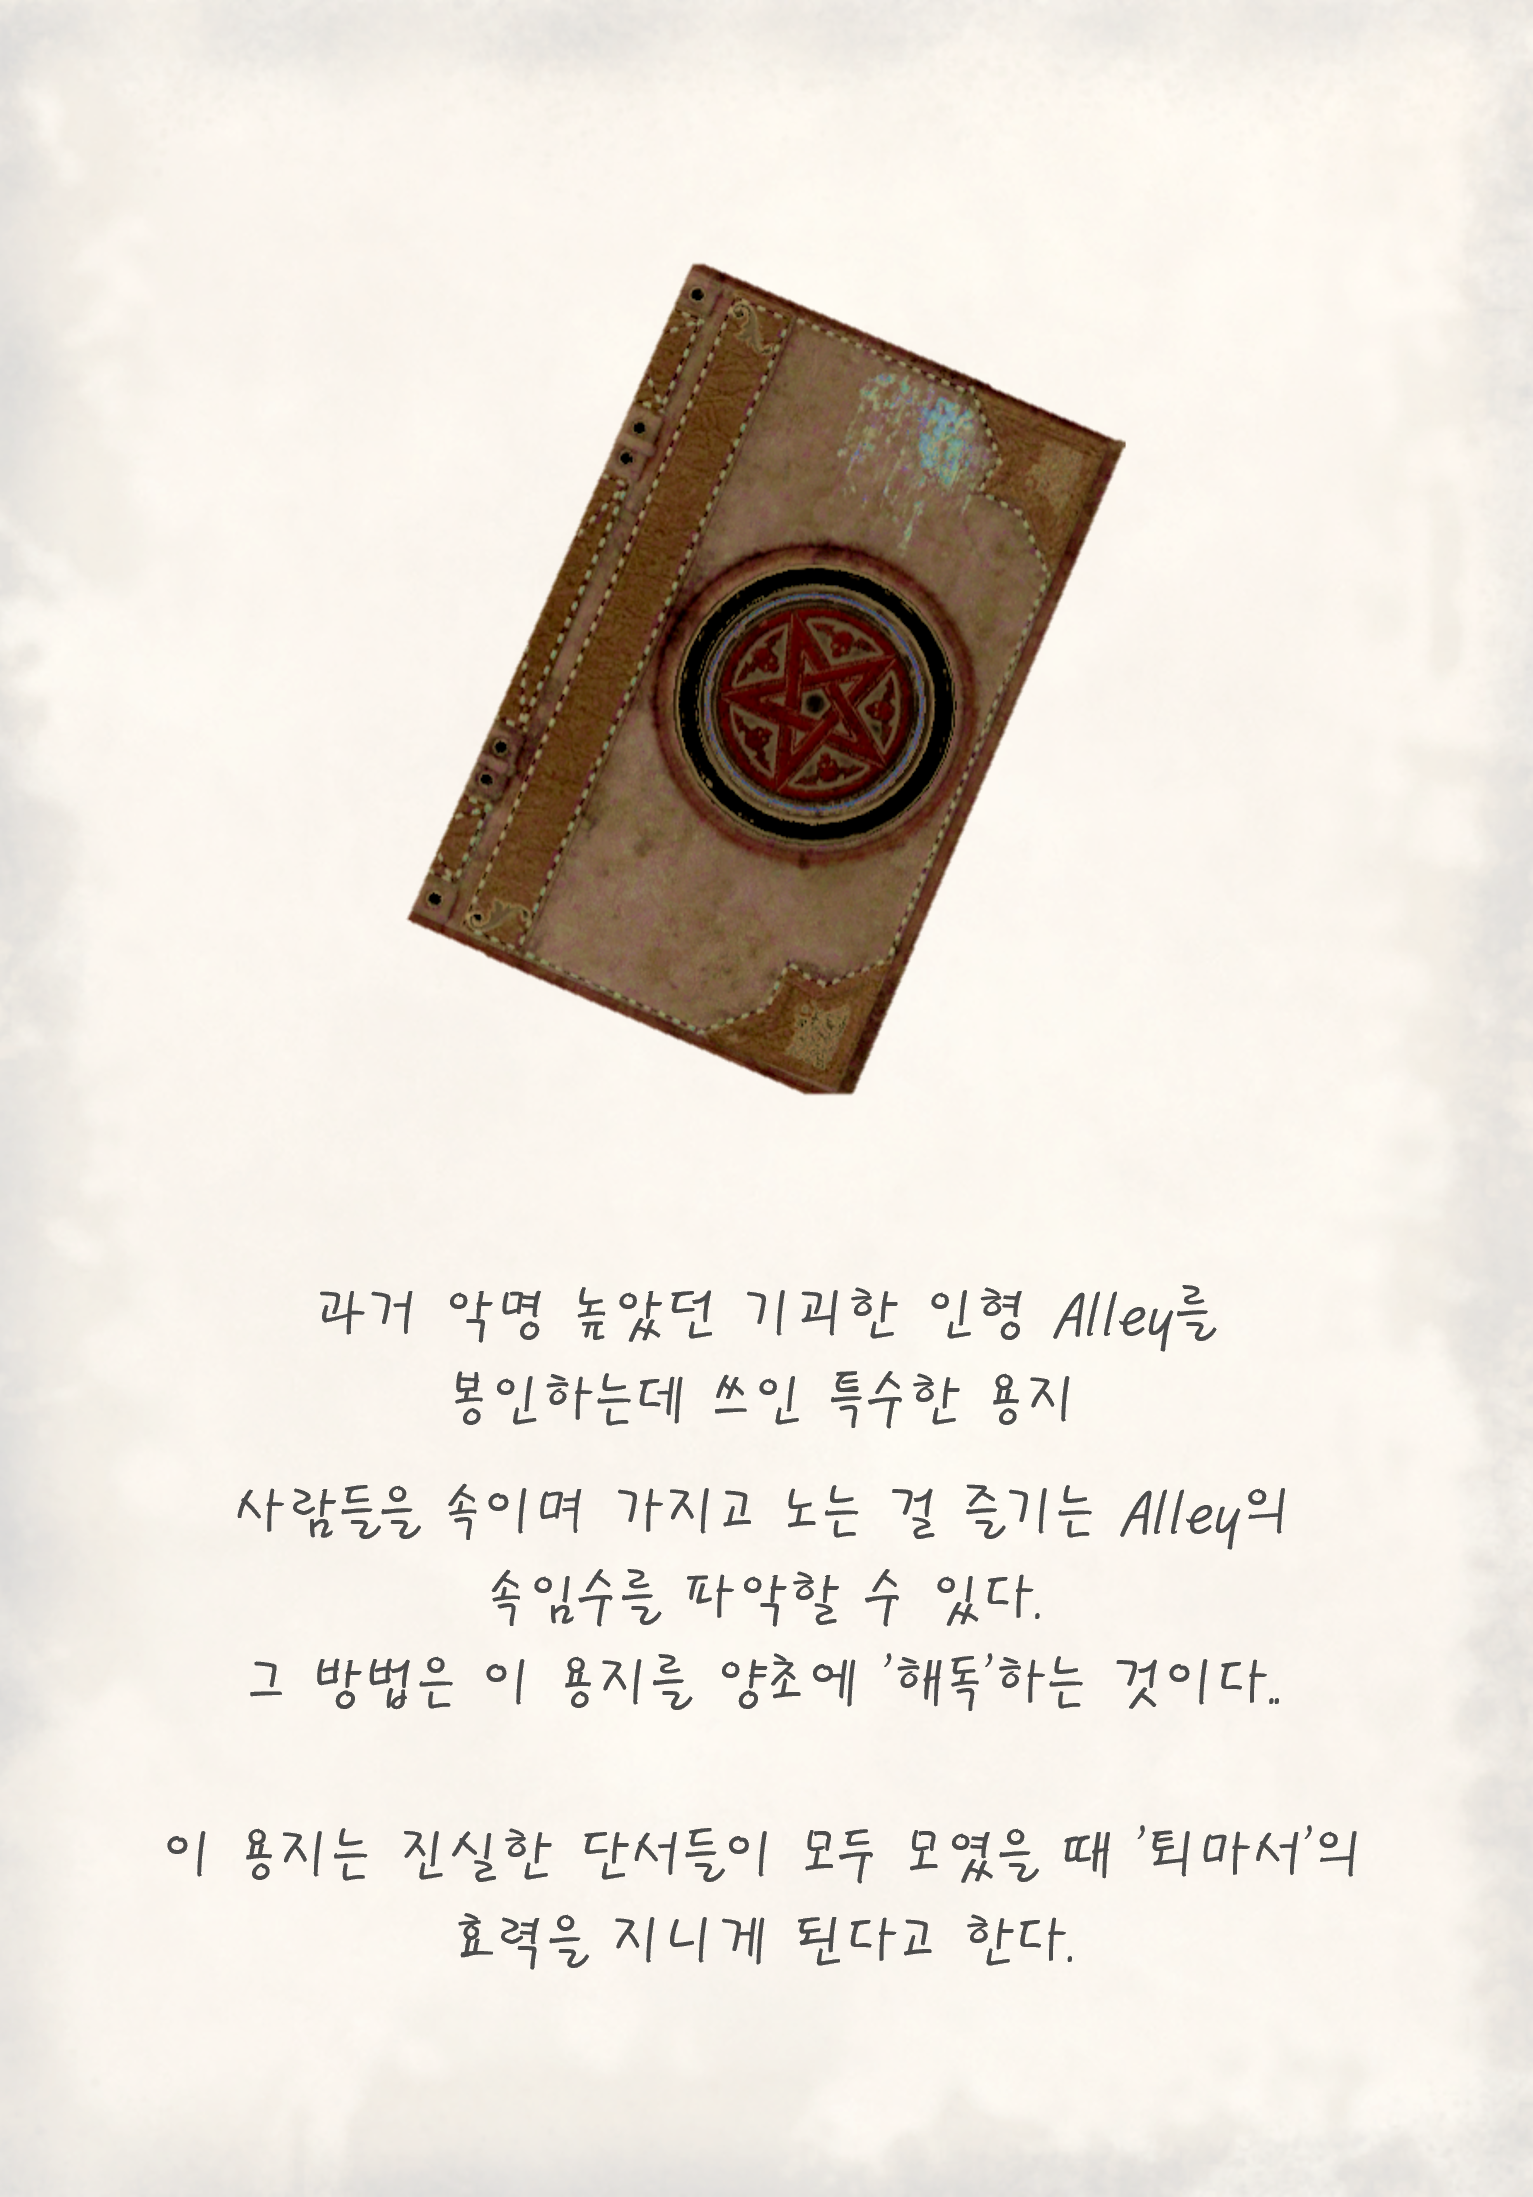 과거 악명 높았던 기괴한 인형 Alley를
봉인하는데 쓰인 특수한 용지
사람들을 속이며 가지고 노는 걸 즐기는 Alley의
속임수를 파악할 수 있다.
그 방법은 이 용지를 양초에 '해독'하는 것이다..
이 용지는 진실한 단서들이 모두 모였을 때 '퇴마서'의
효력을 지니게 된다고 한다.